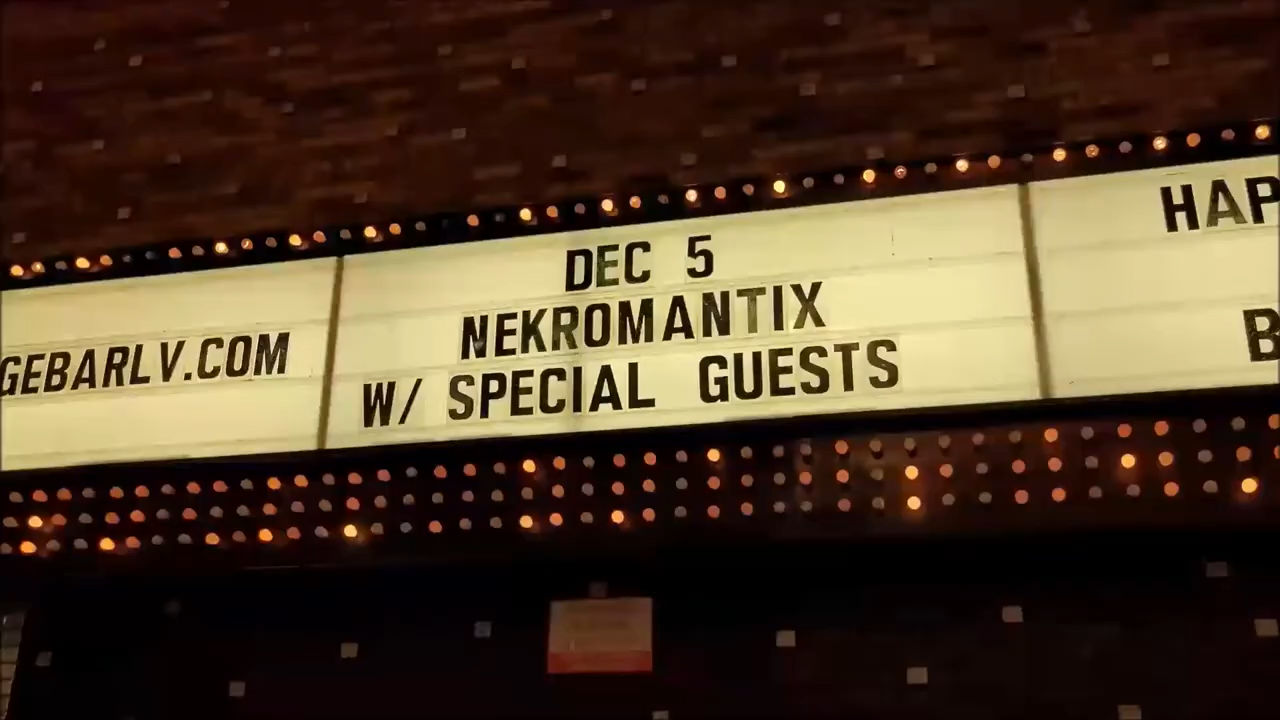 GEBARLV.COM
DEC 5
NEKROMANTIX
W/ SPECIAL GUESTS
HAP
B